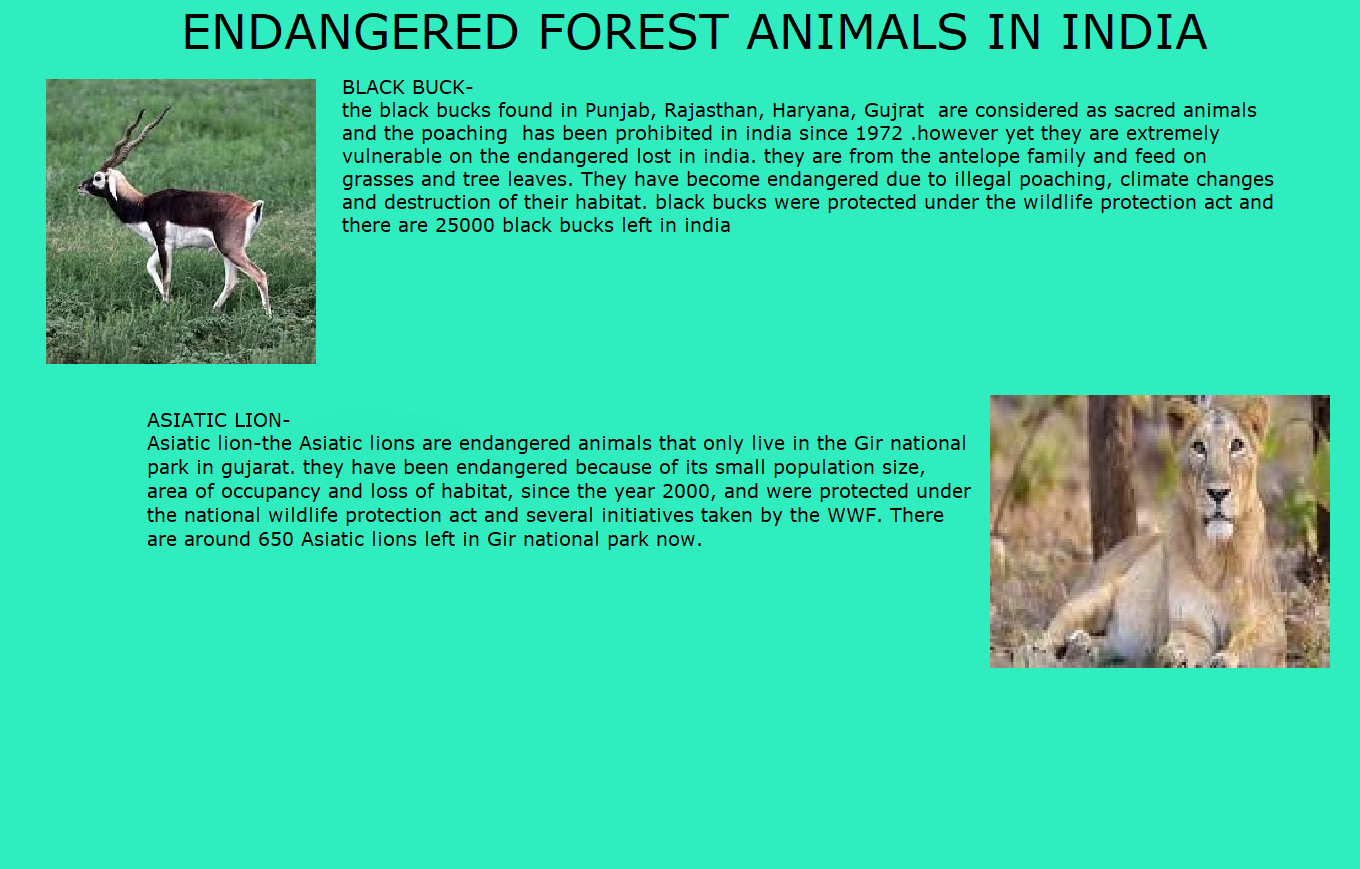 ENDANGERED FOREST ANIMALS IN INDIA
BLACK BUCK-
the black bucks found in Punjab, Rajasthan, Haryana, Gujrat  are considered as sacred animals
and the poaching  has been prohibited in india since 1972 .however yet they are extremely
vulnerable on the endangered lost in india. they are from the antelope family and feed on
grasses and tree leaves. They have become endangered due to illegal poaching, climate changes
and destruction of their habitat. black bucks were protected under the wildlife protection act and
there are 25000 black bucks left in india
ASIATIC LION-
Asiatic lion-the Asiatic lions are endangered animals that only live in the Gir national
park in gujarat. they have been endangered because of its small population size,
area of occupancy and loss of habitat, since the year 2000, and were protected under
the national wildlife protection act and several initiatives taken by the WWF. There
are around 650 Asiatic lions left in Gir national park now.